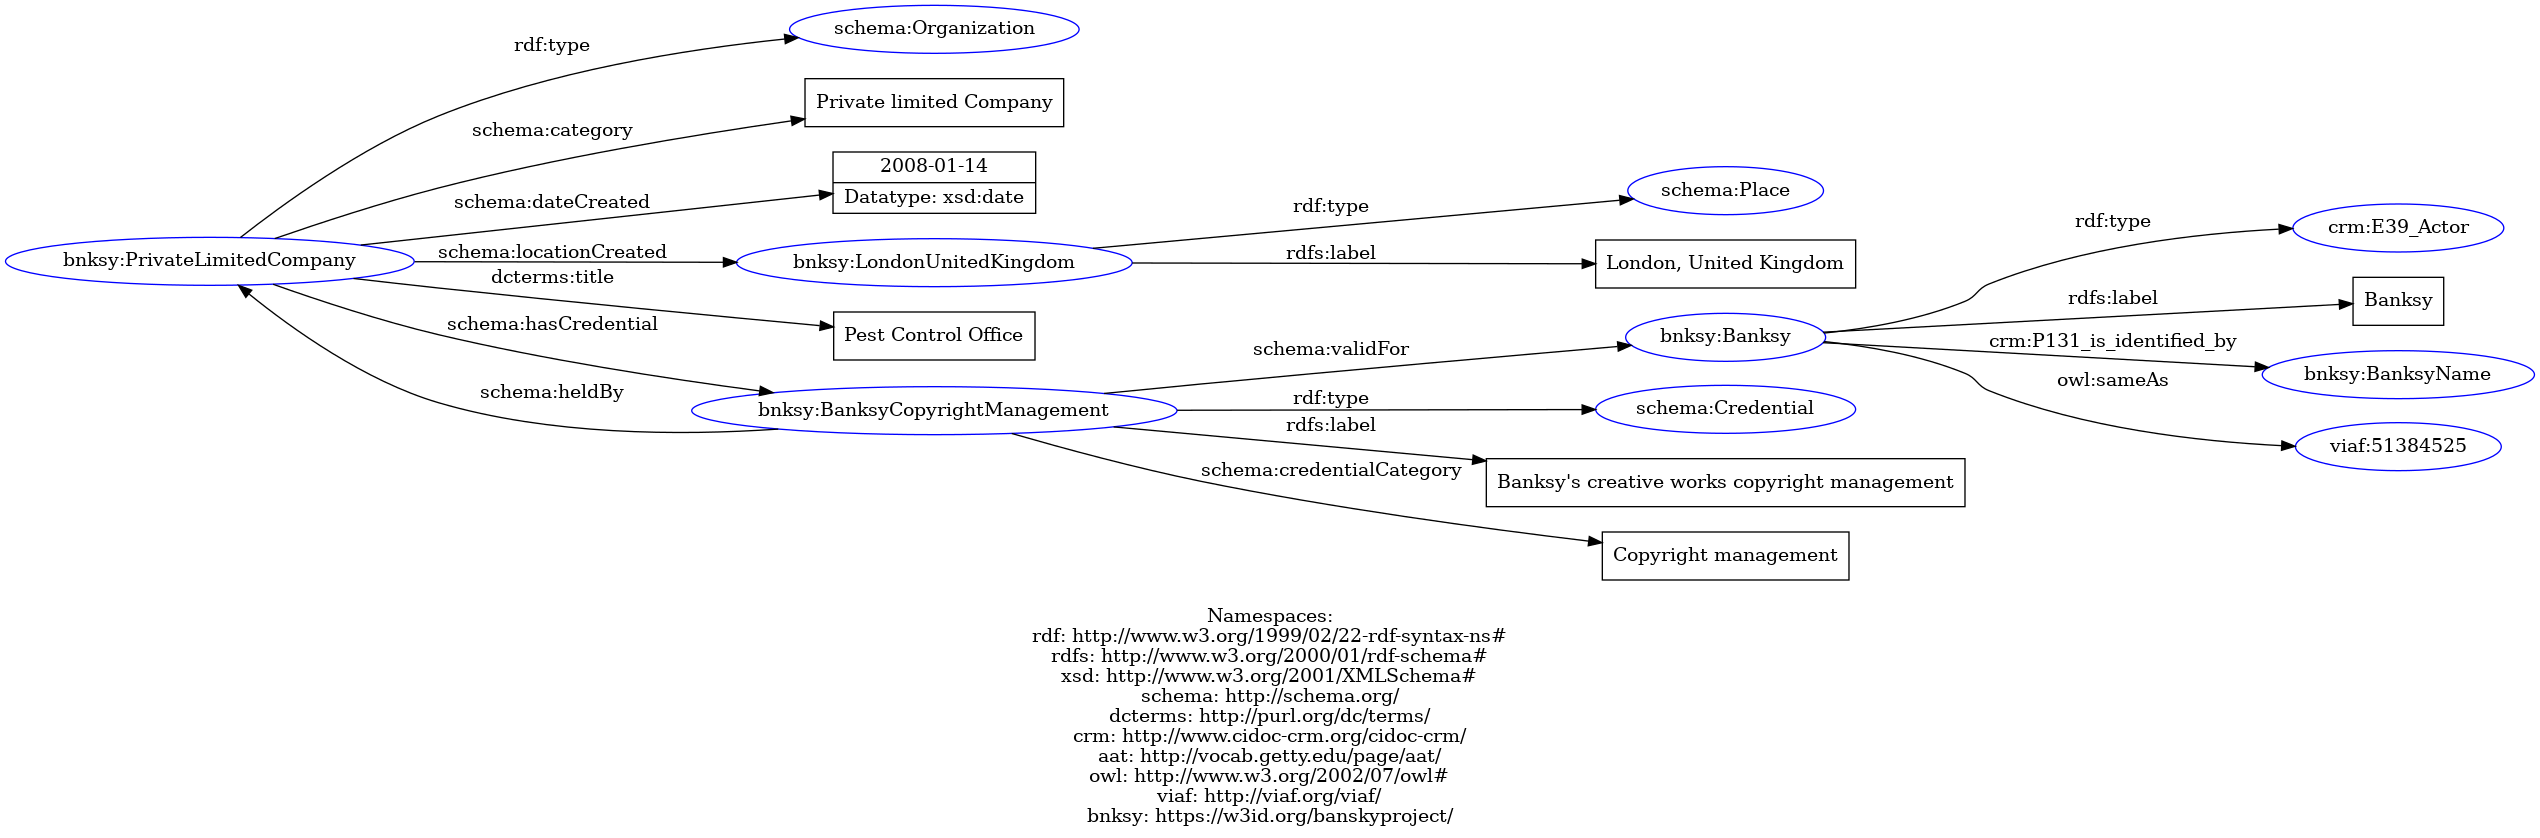 schema:Organization
rdf:type
Private limited Company
schema:category
2008-01-14
Datatype: xsd:date
schema:dateCreated
bnksy:PrivateLimitedCompany
schema:locationCreated
bnksy:LondonUnitedKingdom
dcterms:title
Pest Control Office
schema:hasCredential
schema:heldBy
bnksy:BanksyCopyrightManagement
rdf:type
schema:Place
rdfs:label
London, United Kingdom
schema:validFor
bnksy:Banksy
rdf:type
schema:Credential
rdfs:label
Banksy's creative works copyright management
schema:credentialCategory
Copyright management
rdf:type
crm:E39_Actor
rdfs:label
Banksy
crm:P131_is_identified_by
bnksy:BanksyName
owl:sameAs
viaf:51384525
Namespaces:
rdf: http://www.w3.org/1999/02/22-rdf-syntax-ns#
rdfs: http://www.w3.org/2000/01/rdf-schema#
xsd: http://www.w3.org/2001/XMLSchema#
schema: http://schema.org/
dcterms: http://purl.org/dc/terms/
crm: http://www.cidoc-crm.org/cidoc-crm/
aat: http://vocab.getty.edu/page/aat/
owl: http://www.w3.org/2002/07/owl#
viaf: http://viaf.org/viaf/
bnksy: https://w3id.org/banskyproject/